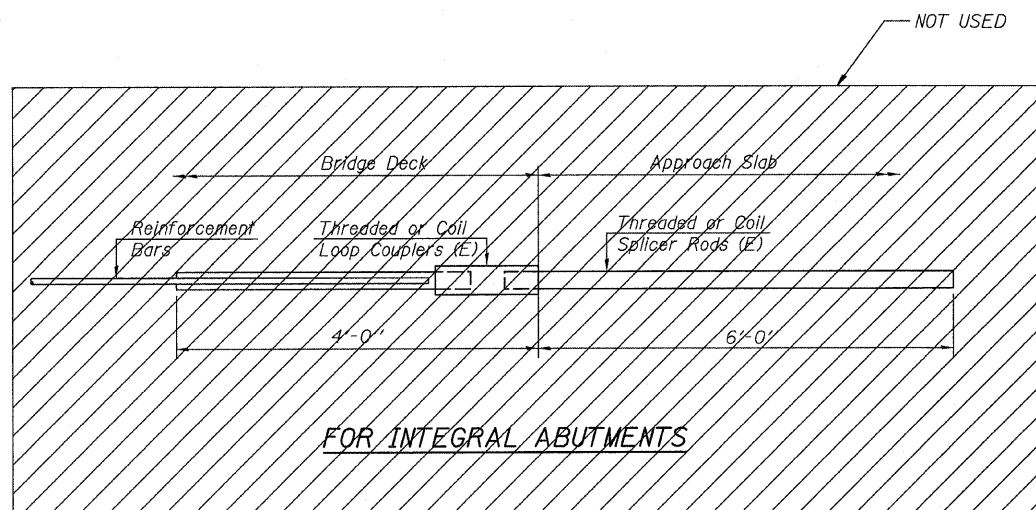 NOT USED
Bridge Deck
Approach Slab
Reinforcement
Bars
Threaded or Coil
Loop Couplers (E)
Threaded or Coil
Splicer Rods (E)
4'-0"
6'-0"
FOR INTEGRAL ABUTMENTS